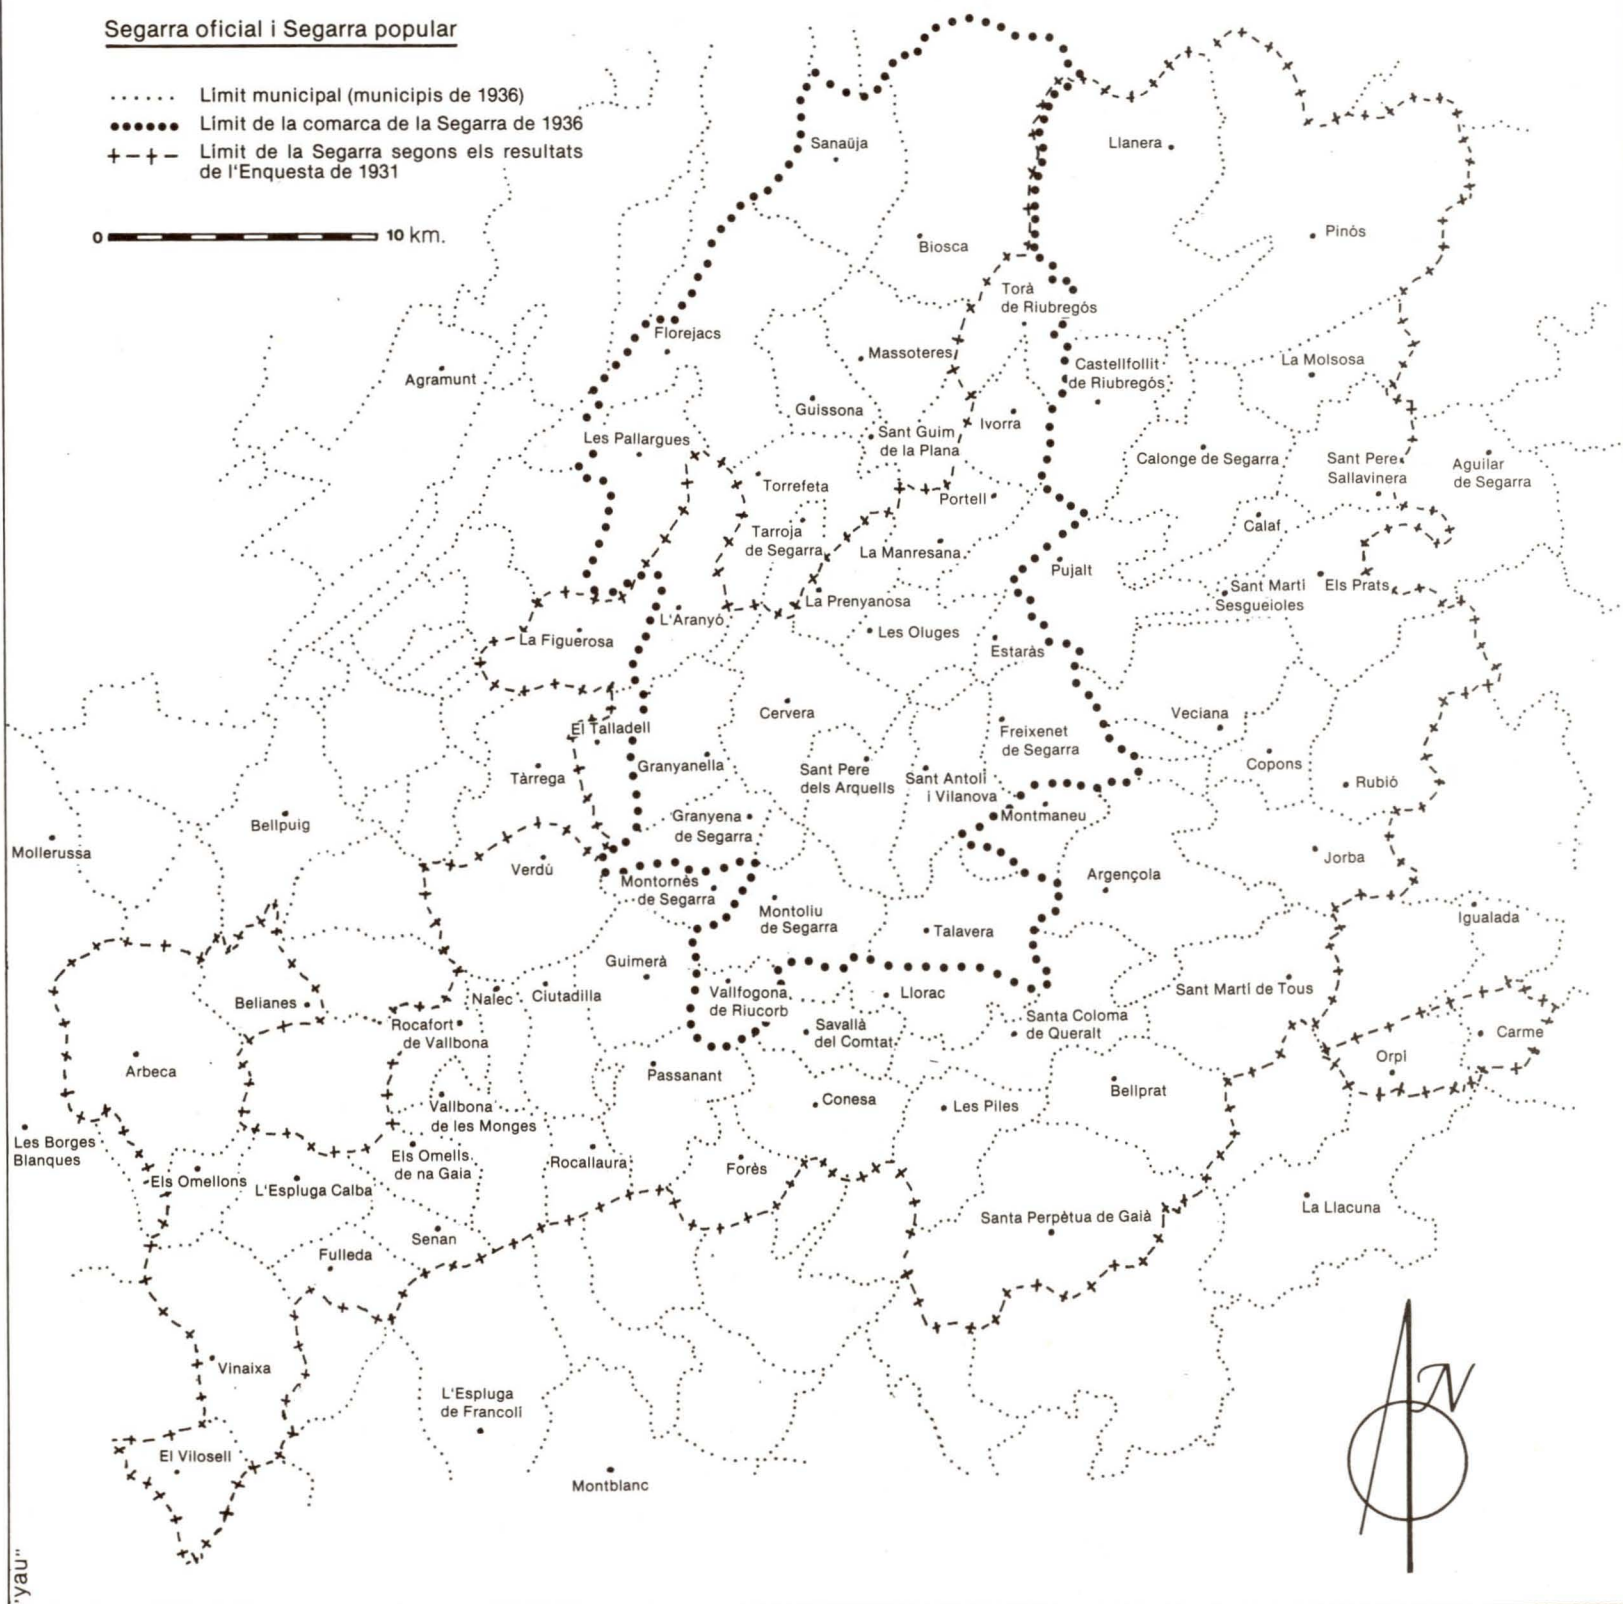 Segarra oficial i Segarra popular
Límit municipal (municipis de 1936)
Límit de la comarca de la Segarra de 1936
Límit de la Segarra segons els resultats
de l'Enquesta de 1931
0 10 km.
Sanaüja
Llanera
Biosca
Pinós
Torà
de Riubregós
Florejacs
Massoteres
Castellfollit
de Riubregós
La Molsosa
Agramunt
Guissona
Ivorra
Sant Guim
de la Plana
Les Pallargues
Calonge de Segarra
Sant Pere
Sallavinera
Aguilar
de Segarra
Torrefeta
Portell
Tarroja
de Segarra
La Manresana
Calaf
Pujalt
Sant Martí
Sesgueioles
Els Prats
La Prenyanosa
L'Aranyó
Les Oluges
La Figuerosa
Estaràs
Cervera
Veciana
El Talladell
Freixenet
de Segarra
Tàrrega
Granyanella
Sant Pere
dels Arquells
Sant Antolí
i Vilanova
Copons
Rubió
Bellpuig
Granyena
de Segarra
Montmaneu
Mollerussa
Verdú
Jorba
Montornès
de Segarra
Argençola
Montoliu
de Segarra
Talavera
Igualada
Guimerà
Belianes
Nalec
Ciutadilla
Vallfogona
de Riucorb
Llorac
Sant Martí de Tous
Rocafort
de Vallbona
Savallà
del Comtat
Santa Coloma
de Queralt
Carme
Orpí
Arbeca
Passanant
Bellprat
Vallbona
de les Monges
Conesa
Les Piles
Les Borges
Blanques
Els Omells
de na Gaia
Rocallaura
Forès
Els Omellons
L'Espluga Calba
Santa Perpètua de Gaià
La Llacuna
Senan
Fulleda
Vinaixa
L'Espluga
de Francolí
El Vilosell
Montblanc
N
"yau"